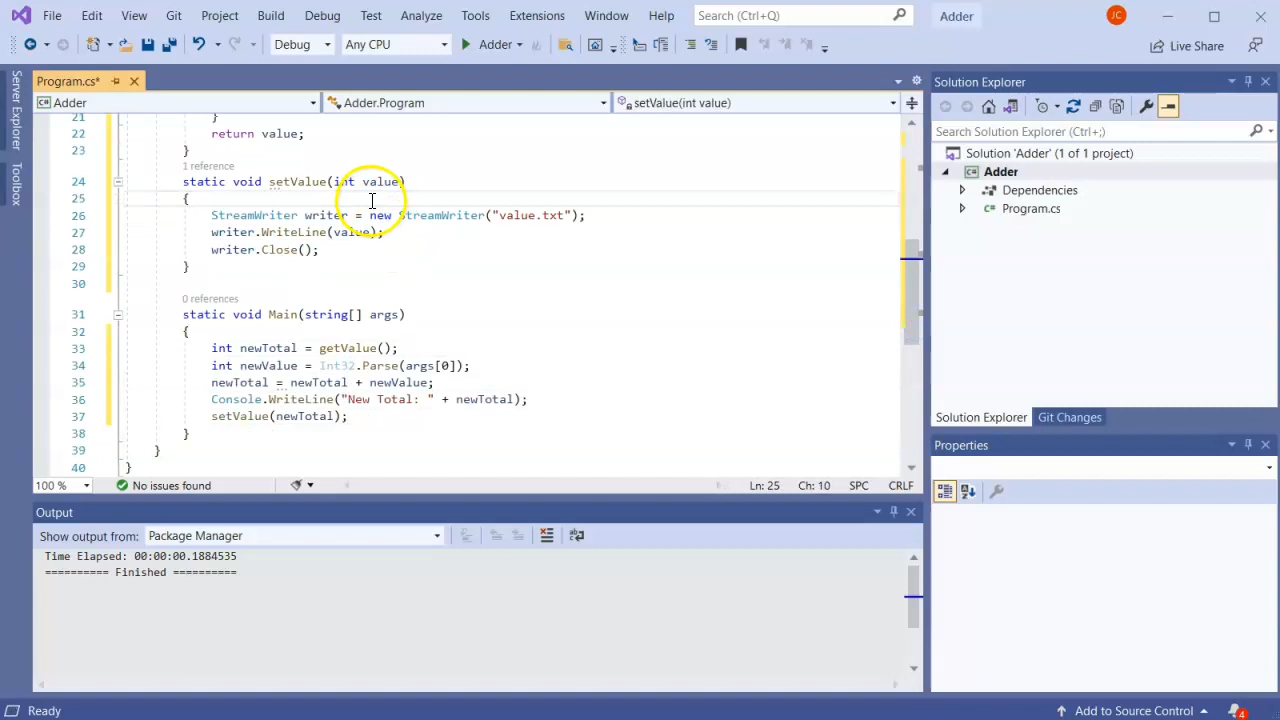 File Edit View Git Project Build Debug Test Analyze Tools Extensions Window Help Search (Ctrl+Q) Adder JC
Debug Any CPU Adder Live Share
Server Explorer
Toolbox
Program.cs*
Adder Adder.Program setValue(int value)
21 }
22 return value;
23 }
1 reference
24 static void setValue(int value)
25 {
26 StreamWriter writer = new StreamWriter("value.txt");
27 writer.WriteLine(value);
28 writer.Close();
29 }
30
0 references
31 static void Main(string[] args)
32 {
33 int newTotal = getValue();
34 int newValue = Int32.Parse(args[0]);
35 newTotal = newTotal + newValue;
36 Console.WriteLine("New Total: " + newTotal);
37 setValue(newTotal);
38 }
39 }
40 }
100 % No issues found Ln: 25 Ch: 10 SPC CRLF
Output
Show output from: Package Manager
Time Elapsed: 00:00:00.1884535
========== Finished ==========
Solution Explorer
Search Solution Explorer (Ctrl+;)
Solution 'Adder' (1 of 1 project)
Adder
Dependencies
Program.cs
Solution Explorer Git Changes
Properties
Ready Add to Source Control 4